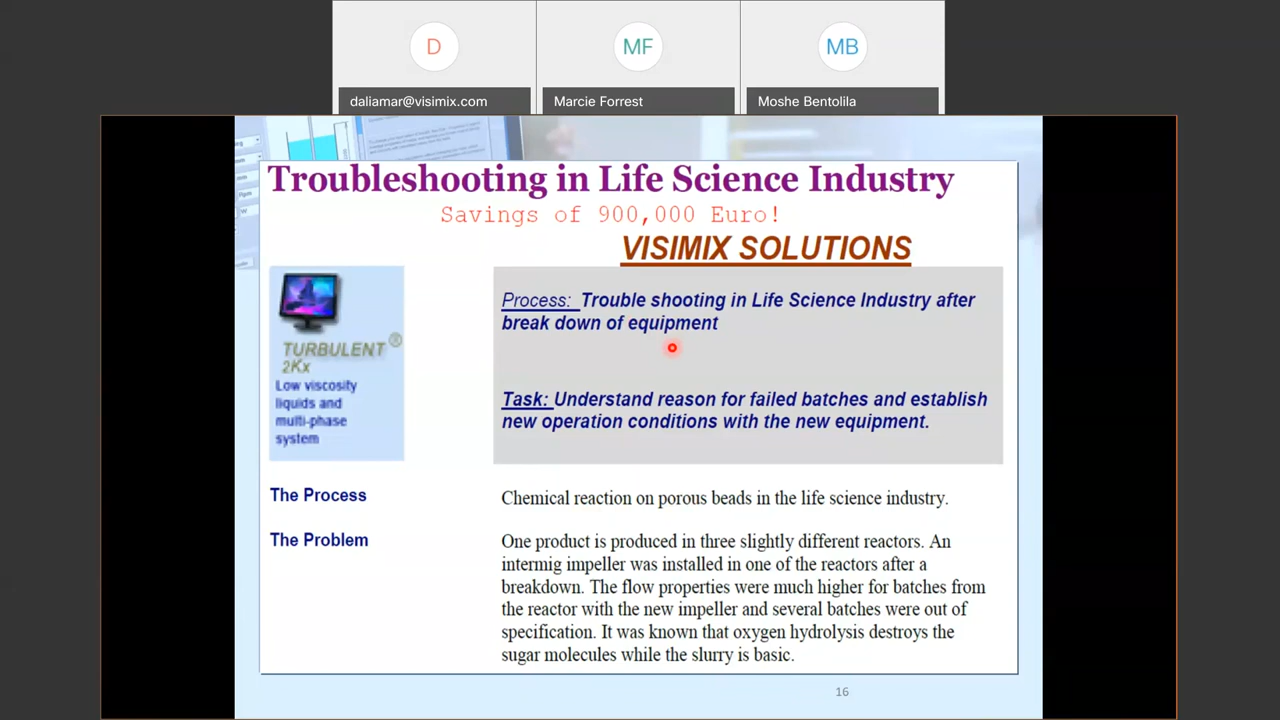 D
MF
MB
daliamar@visimix.com
Marcie Forrest
Moshe Bentolila
Troubleshooting in Life Science Industry
Savings of 900,000 Euro!
VISIMIX SOLUTIONS
TURBULENT ®
2Kx
Low viscosity
liquids and
multi-phase
system
Process: Trouble shooting in Life Science Industry after
break down of equipment
Task: Understand reason for failed batches and establish
new operation conditions with the new equipment.
The Process
Chemical reaction on porous beads in the life science industry.
The Problem
One product is produced in three slightly different reactors. An
intermig impeller was installed in one of the reactors after a
breakdown. The flow properties were much higher for batches from
the reactor with the new impeller and several batches were out of
specification. It was known that oxygen hydrolysis destroys the
sugar molecules while the slurry is basic.
16